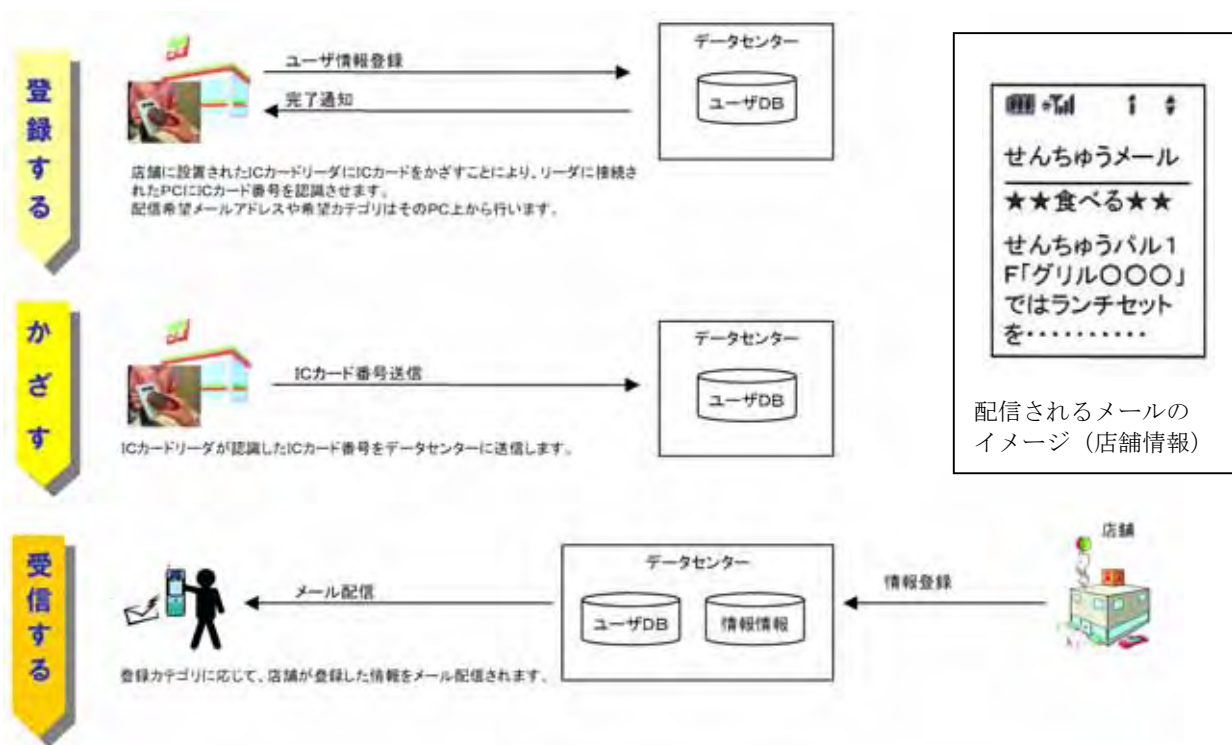 登録する
ユーザ情報登録
完了通知
データセンター
ユーザDB
店舗に設置されたICカードリーダにICカードをかざすことにより、リーダに接続さ
れたPCにICカード番号を認識させます。
配信希望メールアドレスや希望カテゴリはそのPC上から行います。
せんちゅうメール
★★食べる★★
せんちゅうパル1
F「グリル〇〇〇」
ではランチセット
を・・・・・・・・・・
配信されるメールの
イメージ（店舗情報）
かざす
ICカード番号送信
データセンター
ユーザDB
ICカードリーダが認識したICカード番号をデータセンターに送信します。
受信する
メール配信
データセンター
ユーザDB
情報情報
情報登録
店舗
登録カテゴリに応じて、店舗が登録した情報をメール配信されます。